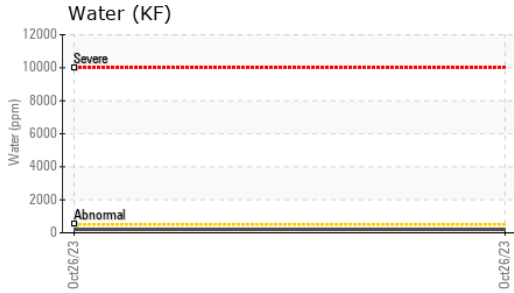 Water (KF)
12000
10000
8000
6000
4000
2000
0
Water (ppm)
Severe
Abnormal
Oct26/23
Oct26/23